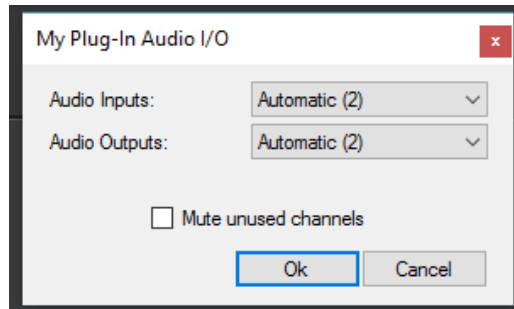 My Plug-In Audio I/O
x
Audio Inputs: Automatic (2)
Audio Outputs: Automatic (2)
Mute unused channels
Ok Cancel